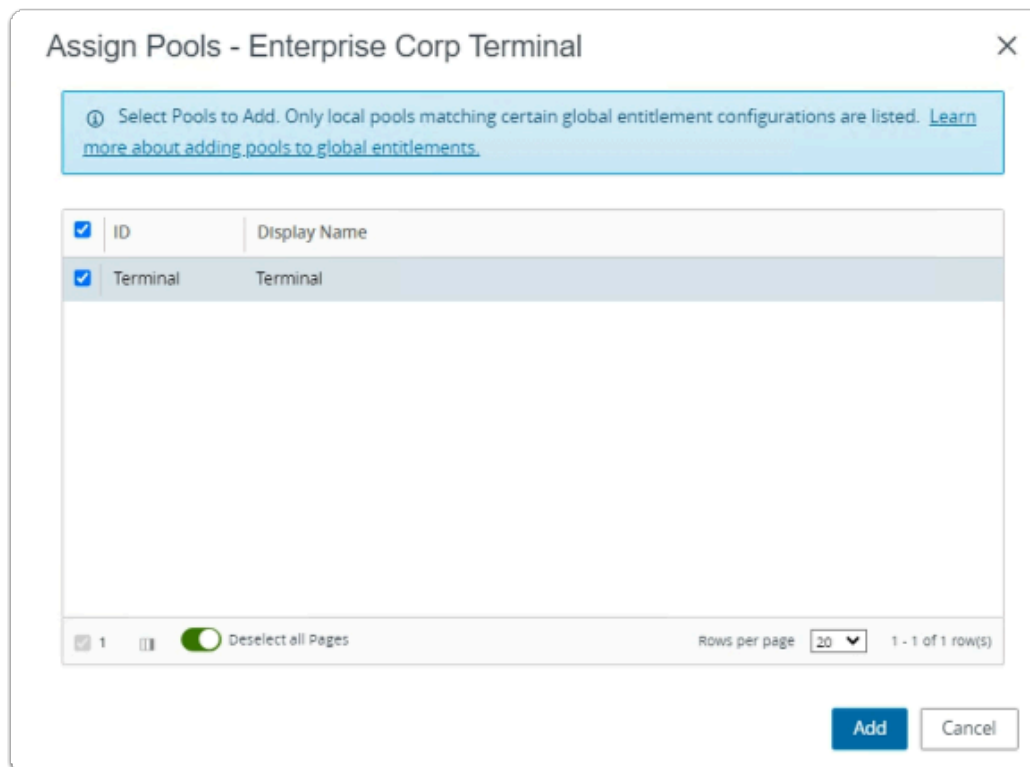 Assign Pools - Enterprise Corp Terminal
Select Pools to Add. Only local pools matching certain global entitlement configurations are listed. Learn
more about adding pools to global entitlements.
ID Display Name
Terminal Terminal
1 Deselect all Pages Rows per page 20 1 - 1 of 1 row(s)
Add Cancel